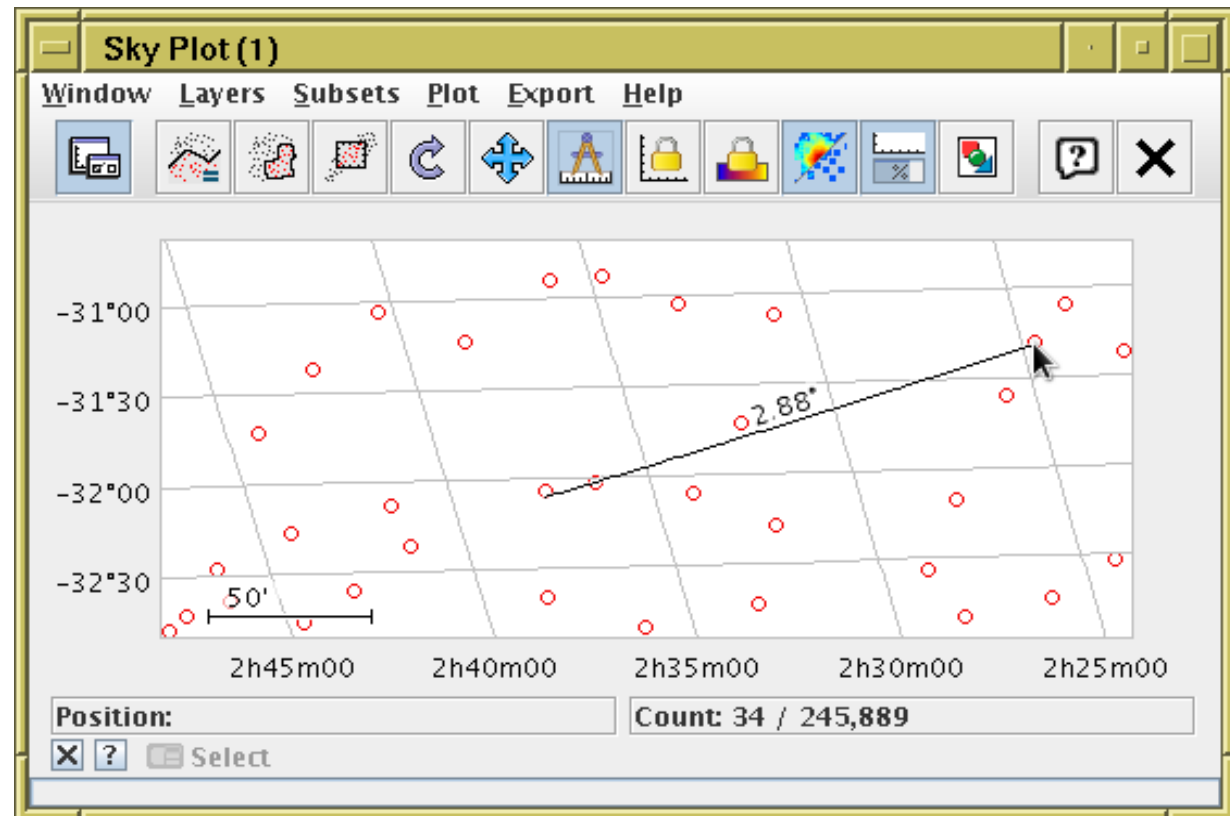 Sky Plot (1)
Window Layers Subsets Plot Export Help
%
?
-31°00
-31°30
2.88°
-32°00
-32°30
50'
2h45m00 2h40m00 2h35m00 2h30m00 2h25m00
Position: Count: 34 / 245,889
? Select